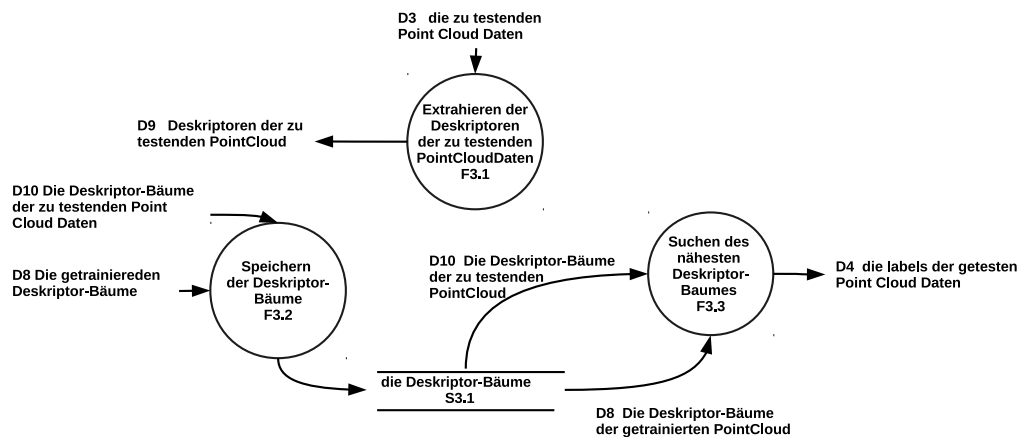 D3 die zu testenden
Point Cloud Daten
Extrahieren der
Deskriptoren
der zu testenden
PointCloudDaten
F3.1
D9 Deskriptoren der zu
testenden PointCloud
D10 Die Deskriptor-Bäume
der zu testenden Point
Cloud Daten
D8 Die getrainiereden
Deskriptor-Bäume
Speichern
der Deskriptor-
Bäume
F3.2
D10 Die Deskriptor-Bäume
der zu testenden
PointCloud
Suchen des
nähesten
Deskriptor-
Baumes
F3.3
D4 die labels der getesten
Point Cloud Daten
die Deskriptor-Bäume
S3.1
D8 Die Deskriptor-Bäume
der getrainierten PointCloud